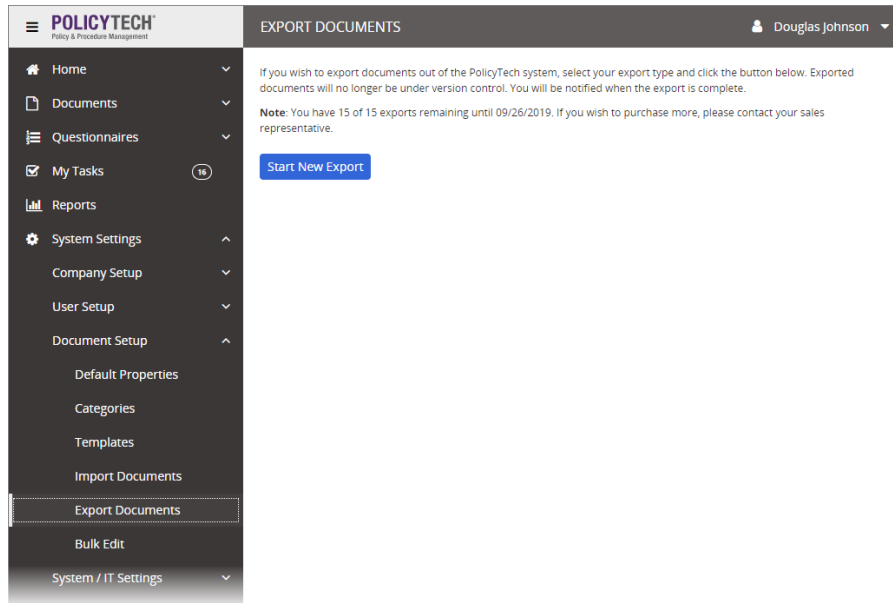 POLICYTECH®
Policy & Procedure Management
EXPORT DOCUMENTS
Douglas Johnson
Home
Documents
Questionnaires
My Tasks 16
Reports
System Settings
Company Setup
User Setup
Document Setup
Default Properties
Categories
Templates
Import Documents
Export Documents
Bulk Edit
System / IT Settings
If you wish to export documents out of the PolicyTech system, select your export type and click the button below. Exported
documents will no longer be under version control. You will be notified when the export is complete.
Note: You have 15 of 15 exports remaining until 09/26/2019. If you wish to purchase more, please contact your sales
representative.
Start New Export